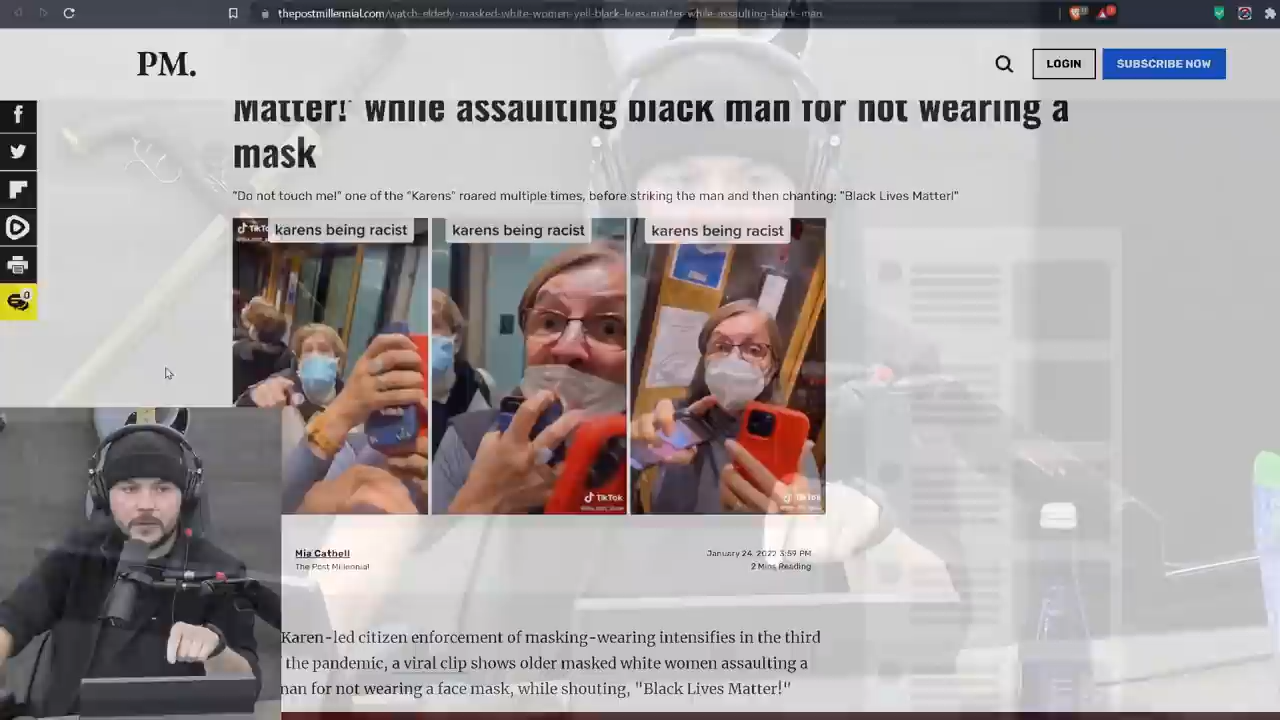 thepostmillennial.com/watch-elderly-masked-white-women-yell-black-lives-matter-while-assaulting-black-man
PM.
LOGIN
SUBSCRIBE NOW
Matter!' while assaulting black man for not wearing a
mask
"Do not touch me!" one of the "Karens" roared multiple times, before striking the man and then chanting: "Black Lives Matter!"
karens being racist
karens being racist
karens being racist
TikTok
TikTok
TikTok
0
Mia Cathell
The Post Millennial
January 24, 2022 3:59 PM
2 Mins Reading
Karen-led citizen enforcement of masking-wearing intensifies in the third
the pandemic, a viral clip shows older masked white women assaulting a
man for not wearing a face mask, while shouting, "Black Lives Matter!"